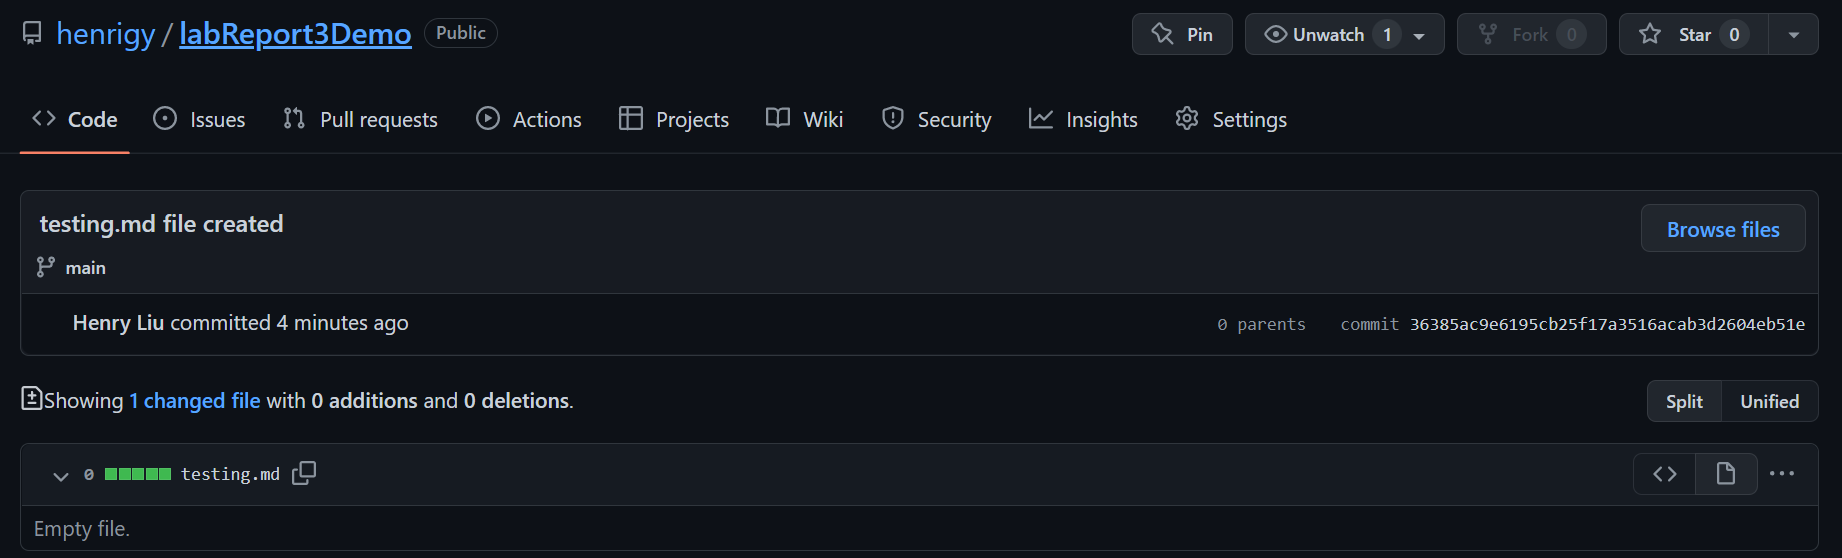 henrigy / labReport3Demo Public Pin Unwatch 1 Fork 0 Star 0
Code Issues Pull requests Actions Projects Wiki Security Insights Settings
testing.md file created
Browse files
main
Henry Liu committed 4 minutes ago 0 parents commit 36385ac9e6195cb25f17a3516acab3d2604eb51e
Showing 1 changed file with 0 additions and 0 deletions. Split Unified
0 testing.md
Empty file.